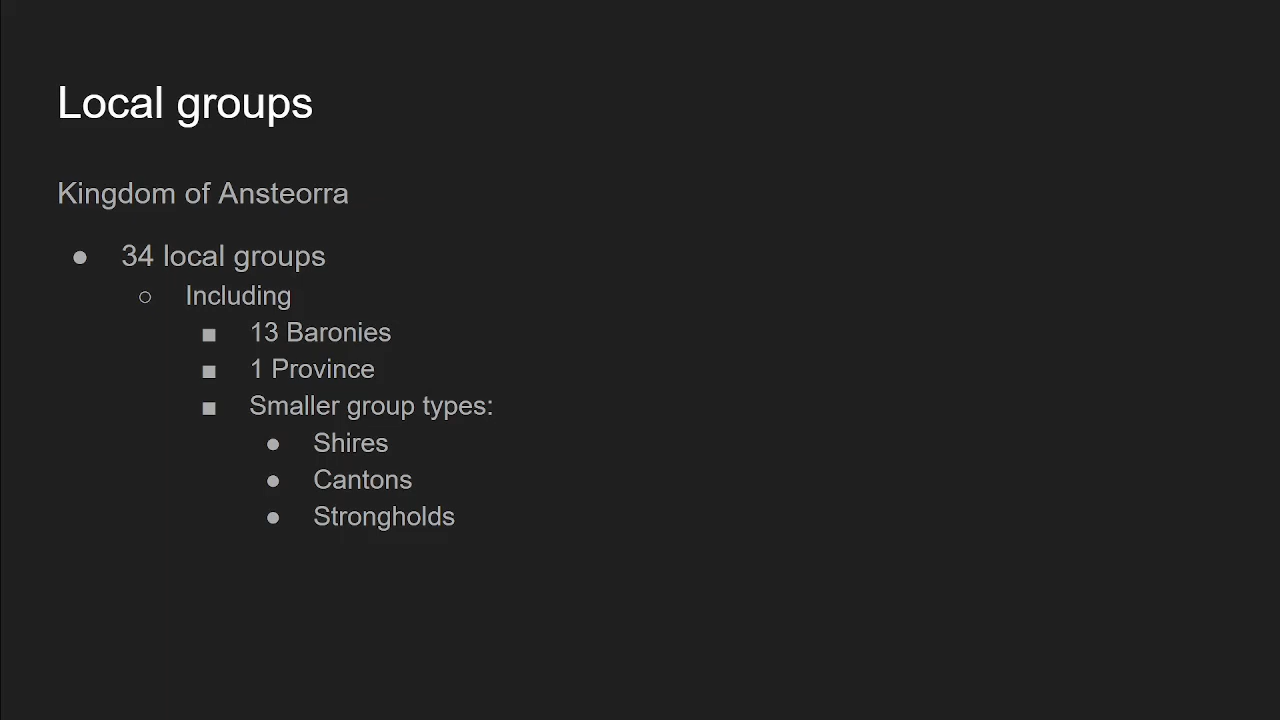 Local groups
Kingdom of Ansteorra
● 34 local groups
○ Including
■ 13 Baronies
■ 1 Province
■ Smaller group types:
● Shires
● Cantons
● Strongholds